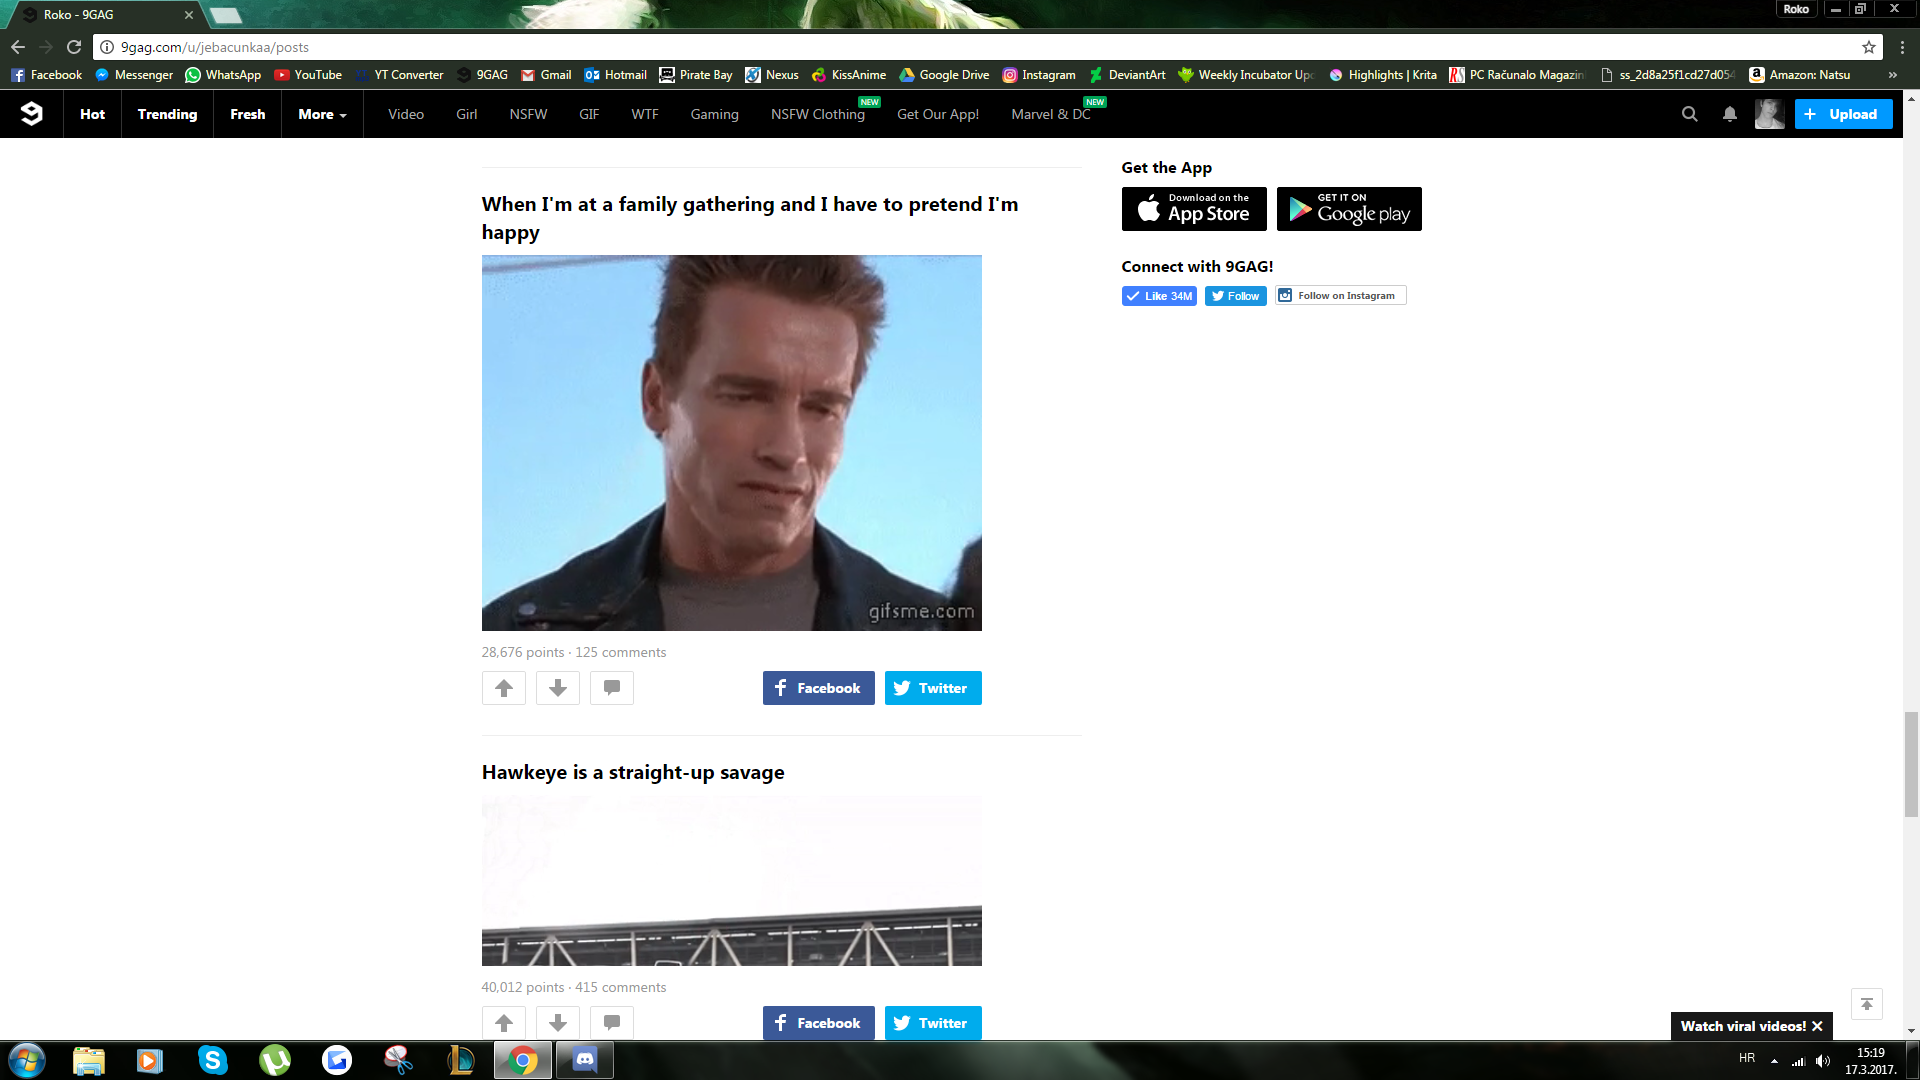 Roko - 9GAG
Roko
9gag.com/u/jebacunkaa/posts
Facebook Messenger WhatsApp YouTube YT Converter 9GAG Gmail Hotmail Pirate Bay Nexus KissAnime Google Drive Instagram DeviantArt Weekly Incubator Upd Highlights | Krita PC Računalo Magazin ss_2d8a25f1cd27d054 Amazon: Natsu »
Hot Trending Fresh More Video Girl NSFW GIF WTF Gaming NSFW Clothing NEW Get Our App! Marvel & DC NEW + Upload
When I'm at a family gathering and I have to pretend I'm
happy
gifsme.com
28,676 points · 125 comments
Facebook Twitter
Hawkeye is a straight-up savage
40,012 points · 415 comments
Facebook Twitter
Get the App
Download on the
App Store
GET IT ON
Google play
Connect with 9GAG!
Like 34M Follow Follow on Instagram
Watch viral videos! ✕
HR
15:19
17.3.2017.